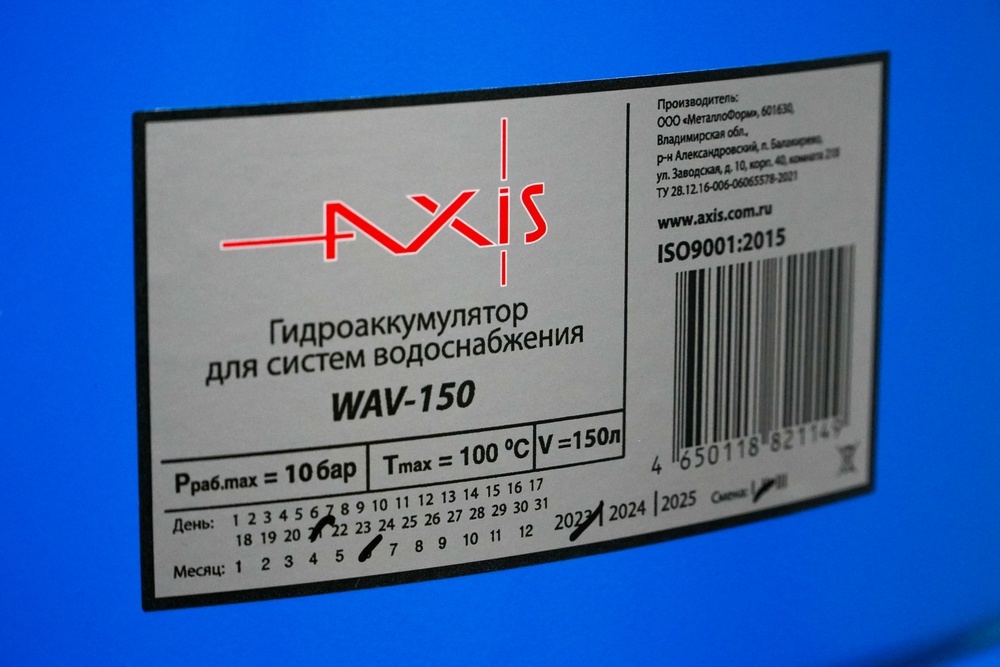 AXIS
Гидроаккумулятор
для систем водоснабжения
WAV-150
Pраб.max = 10 бар
Tmax = 100 ºC
V =150л
День: 1 2 3 4 5 6 7 8 9 10 11 12 13 14 15 16 17
18 19 20 21 22 23 24 25 26 27 28 29 30 31
Месяц: 1 2 3 4 5 7 8 9 10 11 12
2023 | 2024 | 2025
Смена: I III
Производитель:
ООО «МеталлоФорм», 601630,
Владимирская обл.,
р-н Александровский, п. Балакирево,
ул. Заводская, д. 10, корп. 40, комната
ТУ 28.12.16-006-06065578-2021
www.axis.com.ru
ISO9001:2015
4 650118 821149